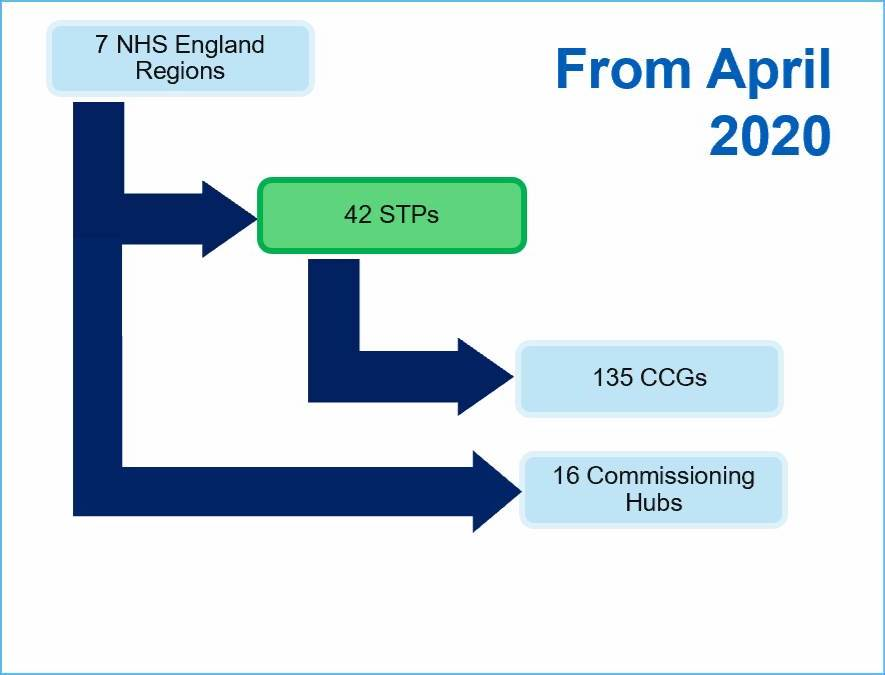 7 NHS England
Regions
From April
2020
42 STPs
135 CCGs
16 Commissioning
Hubs